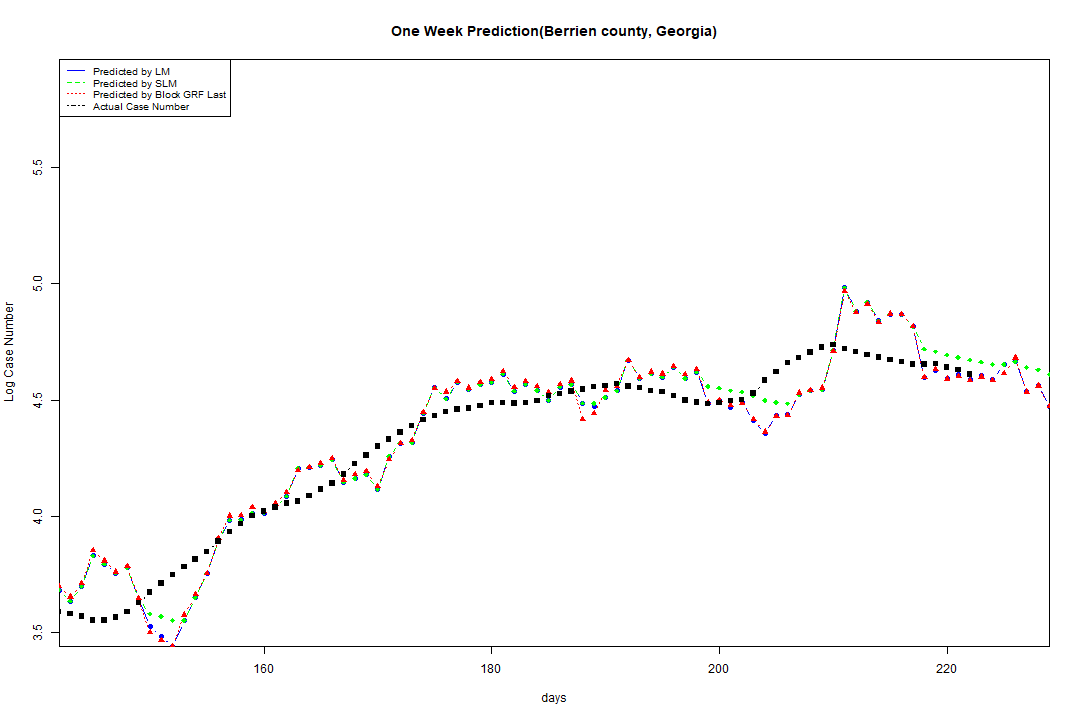 One Week Prediction(Berrien county, Georgia)
Predicted by LM
Predicted by SLM
Predicted by Block GRF Last
Actual Case Number
5.5
5.0
4.5
4.0
3.5
Log Case Number
160
180
200
220
days